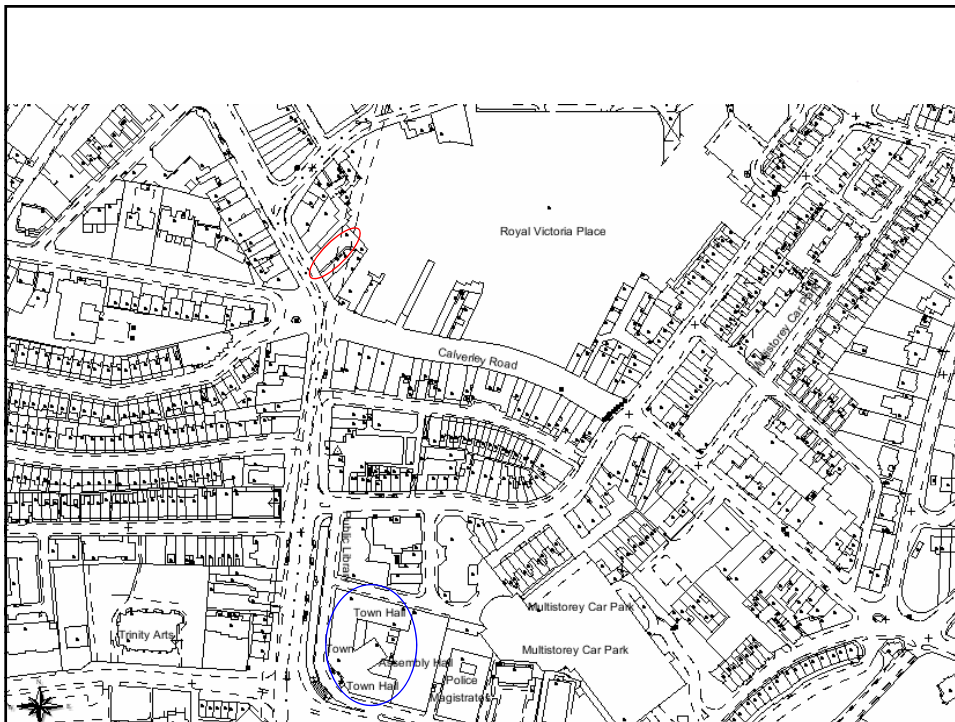 Royal Victoria Place
Calverley Road
Multistorey Car Park
Public Library
Multistorey Car Park
Town Hall
Trinity Arts
Town
Multistorey Car Park
Assembly Hall
Police
Town Hall
Magistrates